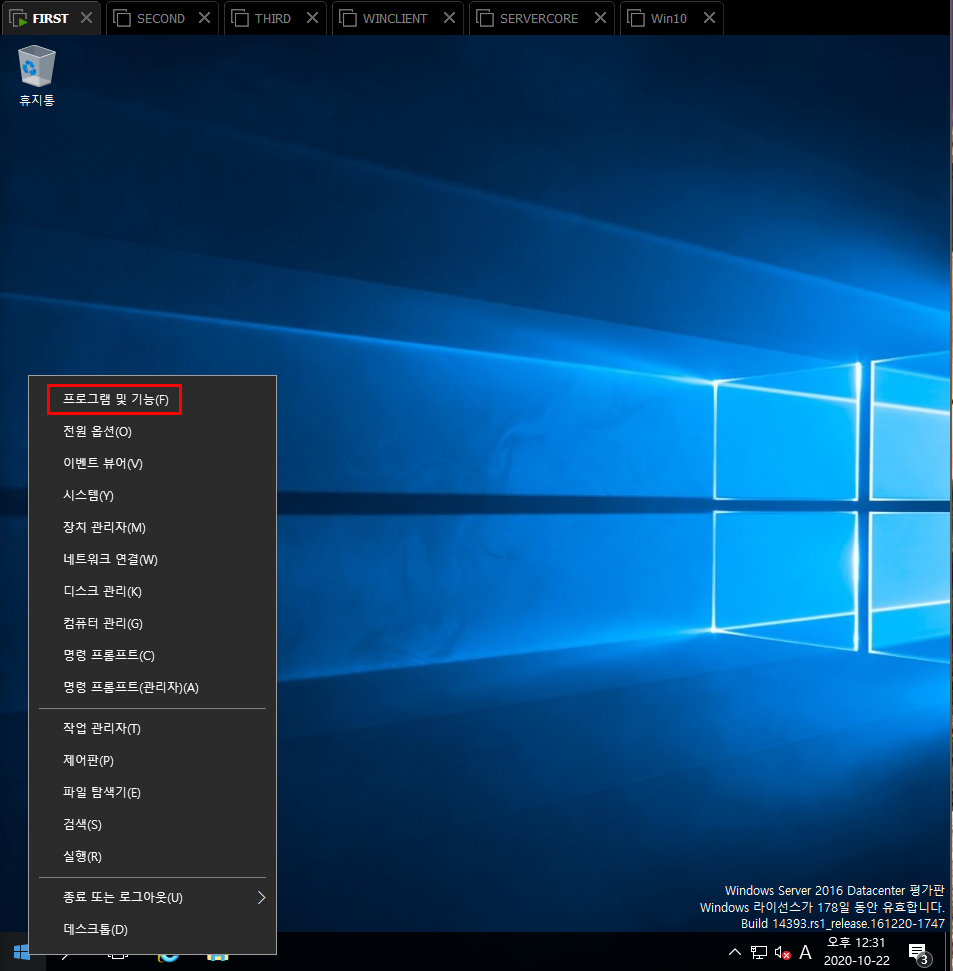 FIRST
SECOND
THIRD
WINCLIENT
SERVERCORE
Win10
휴지통
프로그램 및 기능(F)
전원 옵션(O)
이벤트 뷰어(V)
시스템(Y)
장치 관리자(M)
네트워크 연결(W)
디스크 관리(K)
컴퓨터 관리(G)
명령 프롬프트(C)
명령 프롬프트(관리자)(A)
작업 관리자(T)
제어판(P)
파일 탐색기(E)
검색(S)
실행(R)
종료 또는 로그아웃(U)
데스크톱(D)
Windows Server 2016 Datacenter 평가판
Windows 라이선스가 178일 동안 유효합니다.
Build 14393.rs1_release.161220-1747
A
오후 12:31
2020-10-22
3